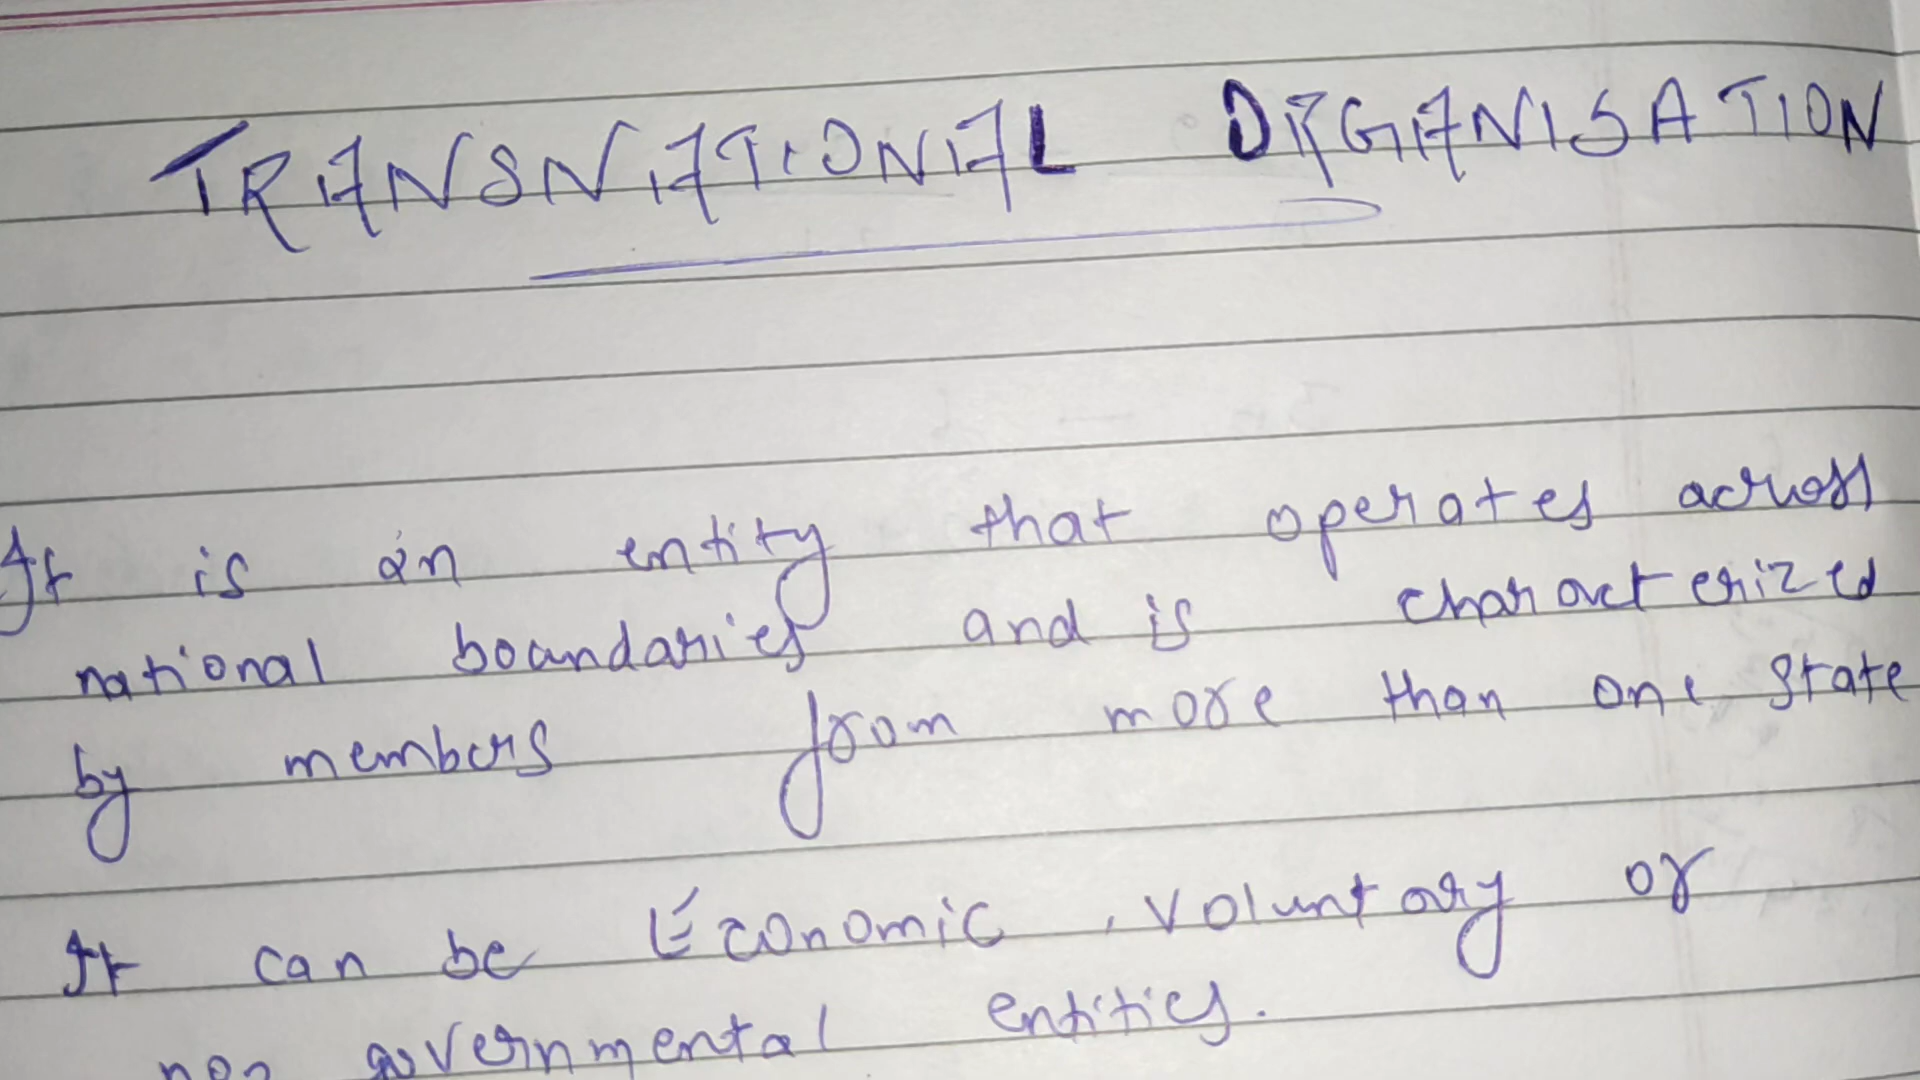 TRANSNATIONAL ORGANISATION
It is an entity that operates across
national boundaries and is characterized
by members from more than one state
It can be Economic, voluntary or
non governmental entities.